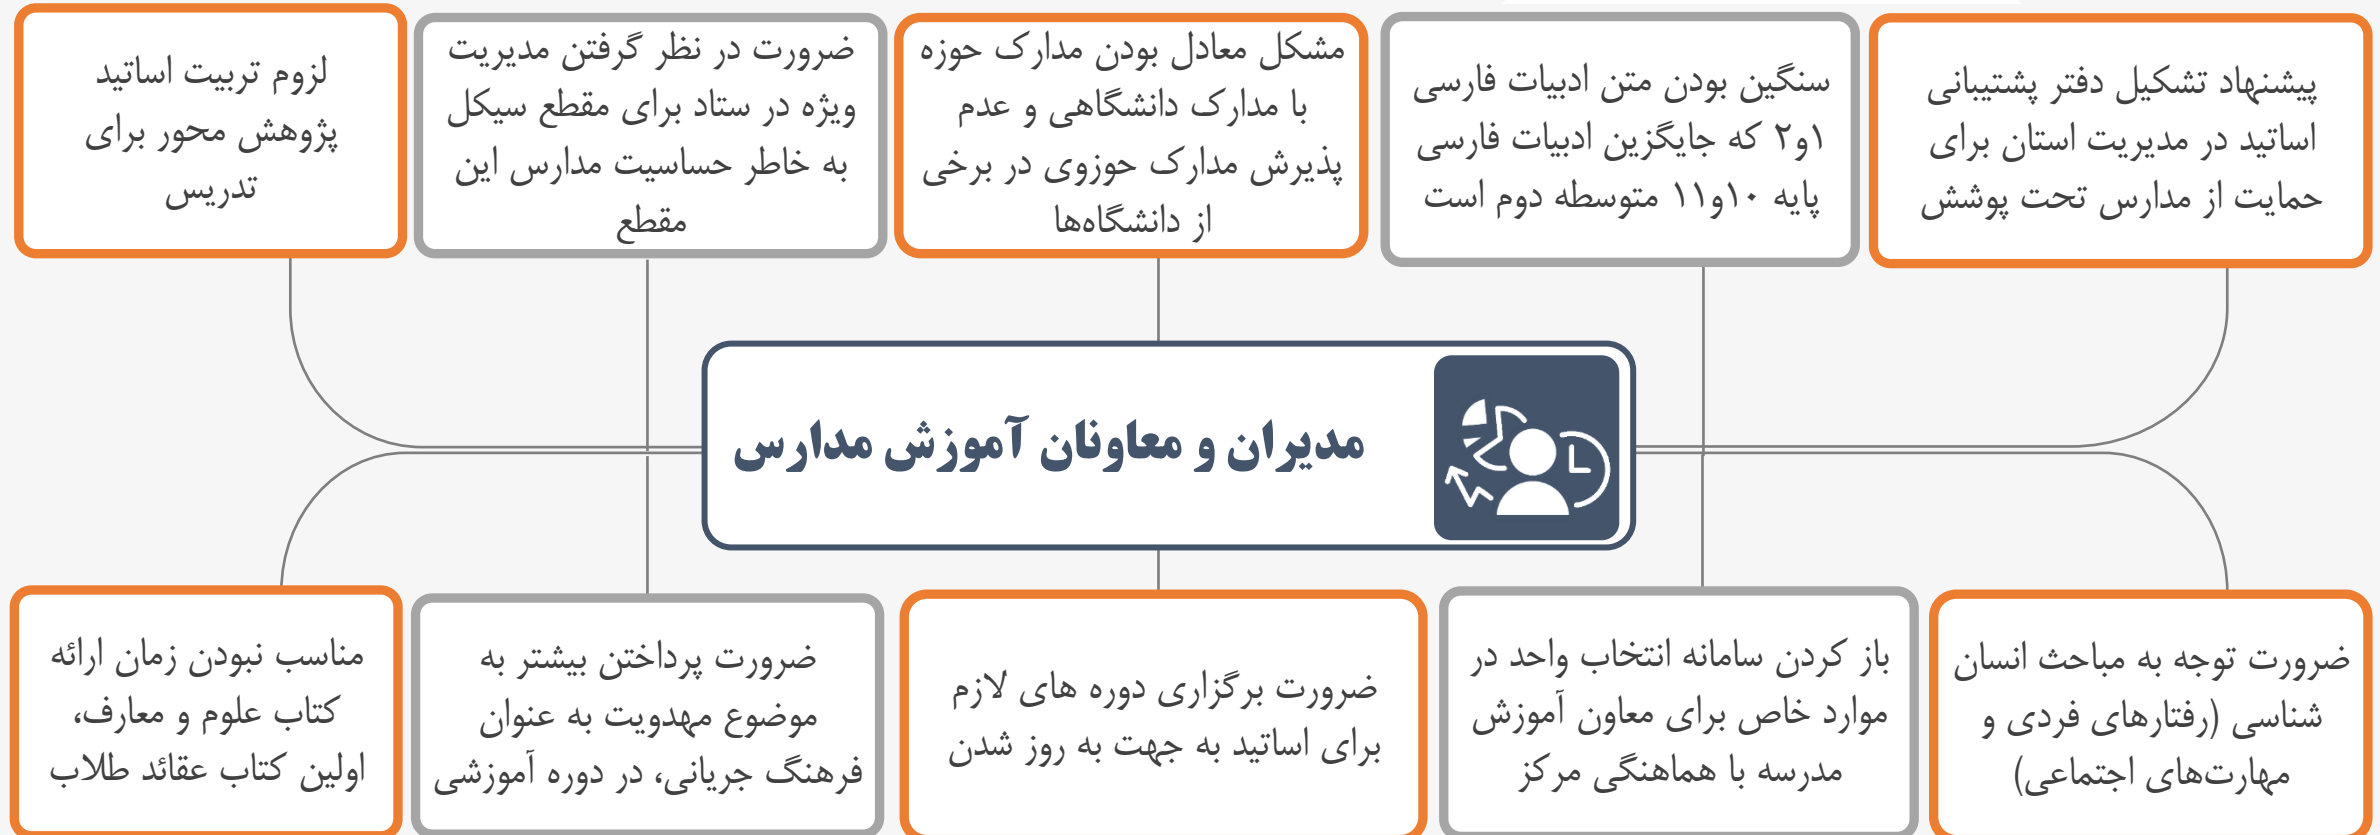 پیشنهاد تشکیل دفتر پشتیبانی
اساتید در مدیریت استان برای
حمایت از مدارس تحت پوشش
سنگین بودن متن ادبیات فارسی
۱و۲ که جایگزین ادبیات فارسی
پایه ۱۰و۱۱ متوسطه دوم است
مشکل معادل بودن مدارک حوزه
با مدارک دانشگاهی و عدم
پذیرش مدارک حوزوی در برخی
از دانشگاه‌ها
ضرورت در نظر گرفتن مدیریت
ویژه در ستاد برای مقطع سیکل
به خاطر حساسیت مدارس این
مقطع
لزوم تربیت اساتید
پژوهش محور برای
تدریس
مدیران و معاونان آموزش مدارس
ضرورت توجه به مباحث انسان
شناسی (رفتارهای فردی و
مهارت‌های اجتماعی)
باز کردن سامانه انتخاب واحد در
موارد خاص برای معاون آموزش
مدرسه با هماهنگی مرکز
ضرورت برگزاری دوره های لازم
برای اساتید به جهت به روز شدن
ضرورت پرداختن بیشتر به
موضوع مهدویت به عنوان
فرهنگ جریانی، در دوره آموزشی
مناسب نبودن زمان ارائه
کتاب علوم و معارف،
اولین کتاب عقائد طلاب